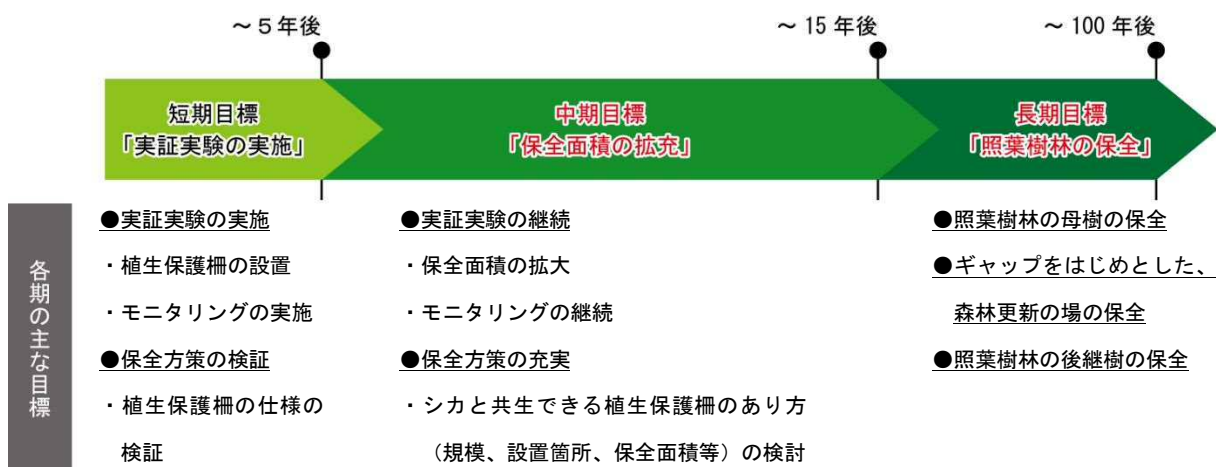 ～５年後
～ 15 年後
～ 100 年後
短期目標
「実証実験の実施」
中期目標
「保全面積の拡充」
長期目標
「照葉樹林の保全」
各期の主な目標
●実証実験の実施
・植生保護柵の設置
・モニタリングの実施
●保全方策の検証
・植生保護柵の仕様の
検証
●実証実験の継続
・保全面積の拡大
・モニタリングの継続
●保全方策の充実
・シカと共生できる植生保護柵のあり方
（規模、設置箇所、保全面積等）の検討
●照葉樹林の母樹の保全
●ギャップをはじめとした、
森林更新の場の保全
●照葉樹林の後継樹の保全